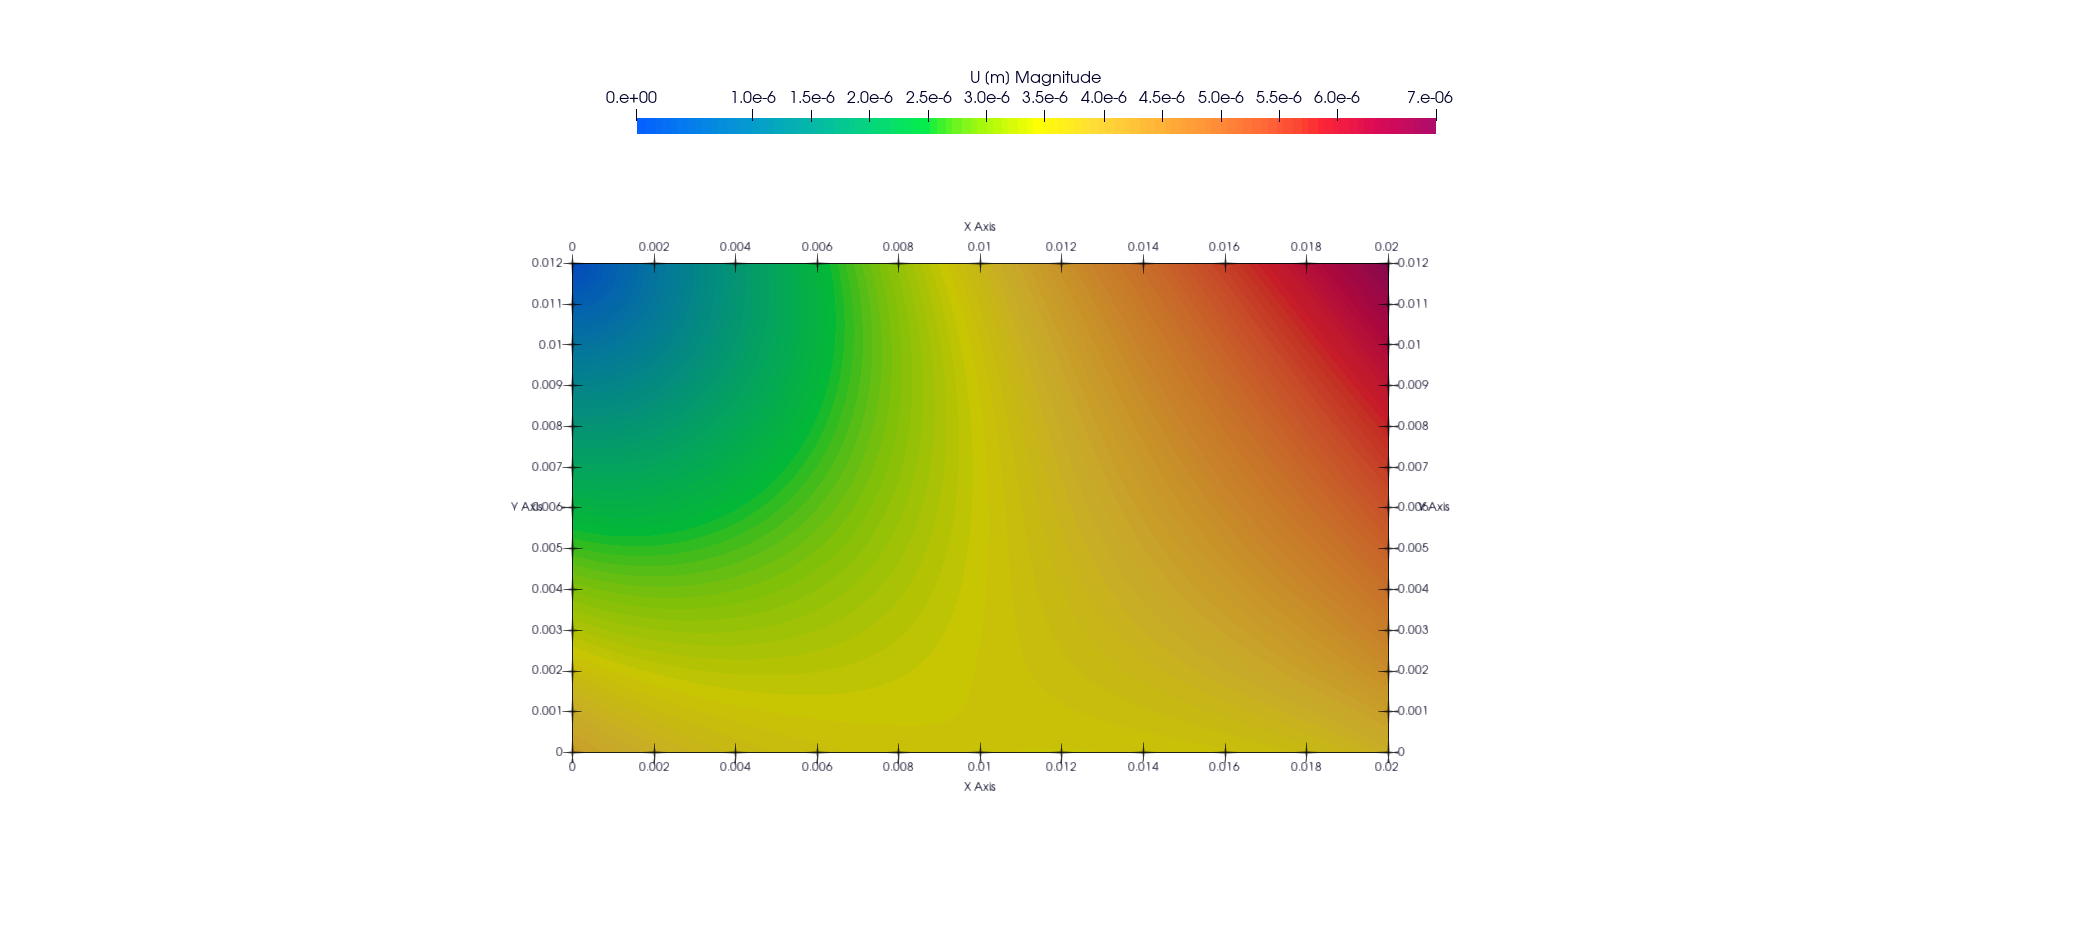 U (m) Magnitude
0.e+00 1.0e-6 1.5e-6 2.0e-6 2.5e-6 3.0e-6 3.5e-6 4.0e-6 4.5e-6 5.0e-6 5.5e-6 6.0e-6 7.e-06
X Axis
0 0.002 0.004 0.006 0.008 0.01 0.012 0.014 0.016 0.018 0.02
0.012 0.012
0.011 0.011
0.01 0.01
0.009 0.009
0.008 0.008
0.007 0.007
Y Axis 0.006 0.006 Y Axis
0.005 0.005
0.004 0.004
0.003 0.003
0.002 0.002
0.001 0.001
0 0
0 0.002 0.004 0.006 0.008 0.01 0.012 0.014 0.016 0.018 0.02
X Axis